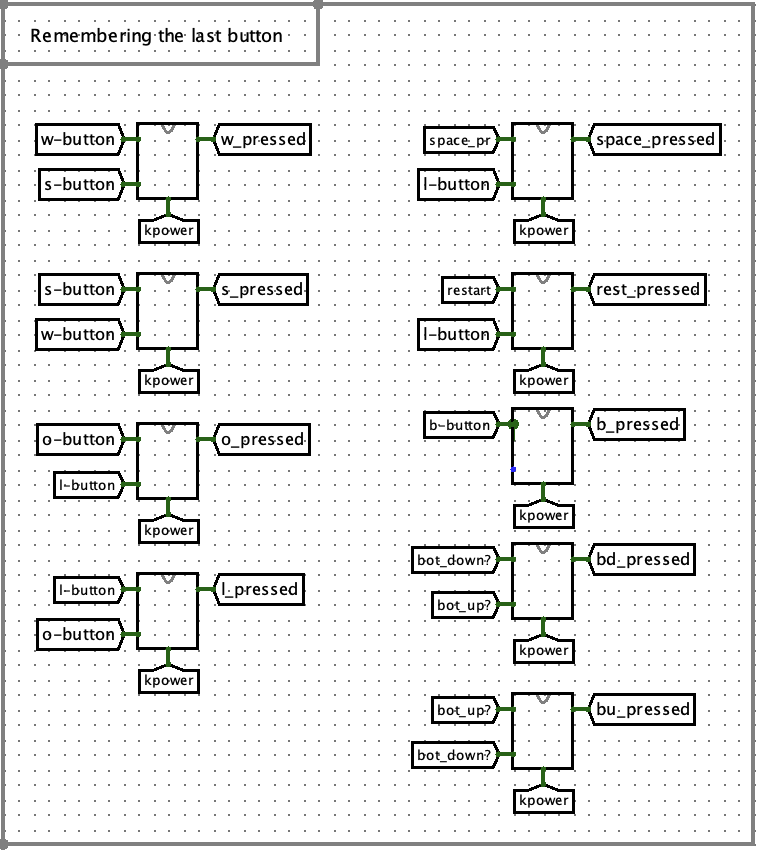 Remembering the last button
w-button
w_pressed
s-button
kpower
s-button
s_pressed
w-button
kpower
o-button
o_pressed
l-button
kpower
l-button
l_pressed
o-button
kpower
space_pr
space_pressed
l-button
kpower
restart
rest_pressed
l-button
kpower
b-button
b_pressed
kpower
bot_down?
bd_pressed
bot_up?
kpower
bot_up?
bu_pressed
bot_down?
kpower